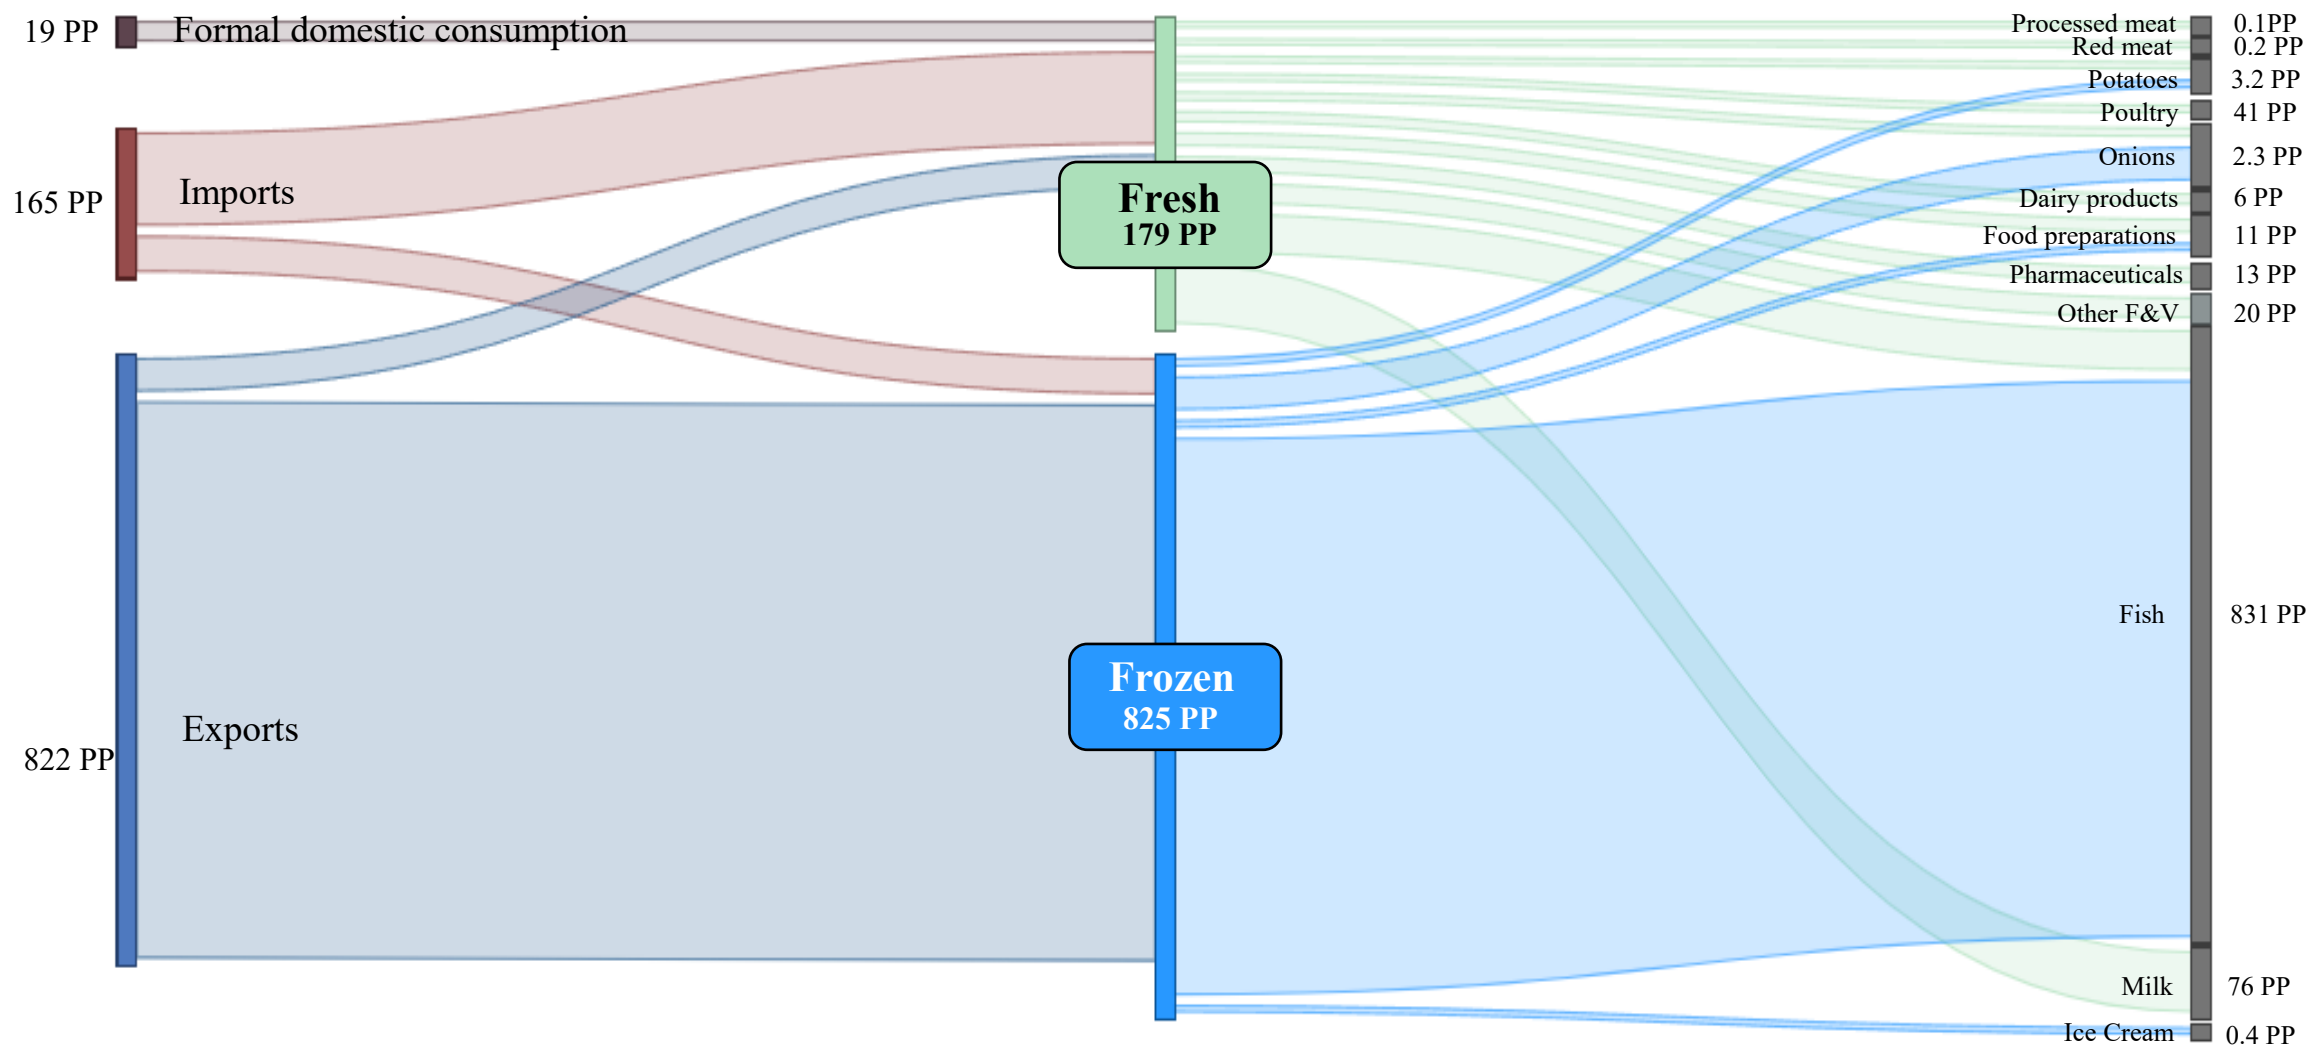 19 PP
Formal domestic consumption
165 PP
Imports
822 PP
Exports
Fresh
179 PP
Frozen
825 PP
Processed meat 0.1PP
Red meat 0.2 PP
Potatoes 3.2 PP
Poultry 41 PP
Onions 2.3 PP
Dairy products 6 PP
Food preparations 11 PP
Pharmaceuticals 13 PP
Other F&V 20 PP
Fish 831 PP
Milk 76 PP
Ice Cream 0.4 PP